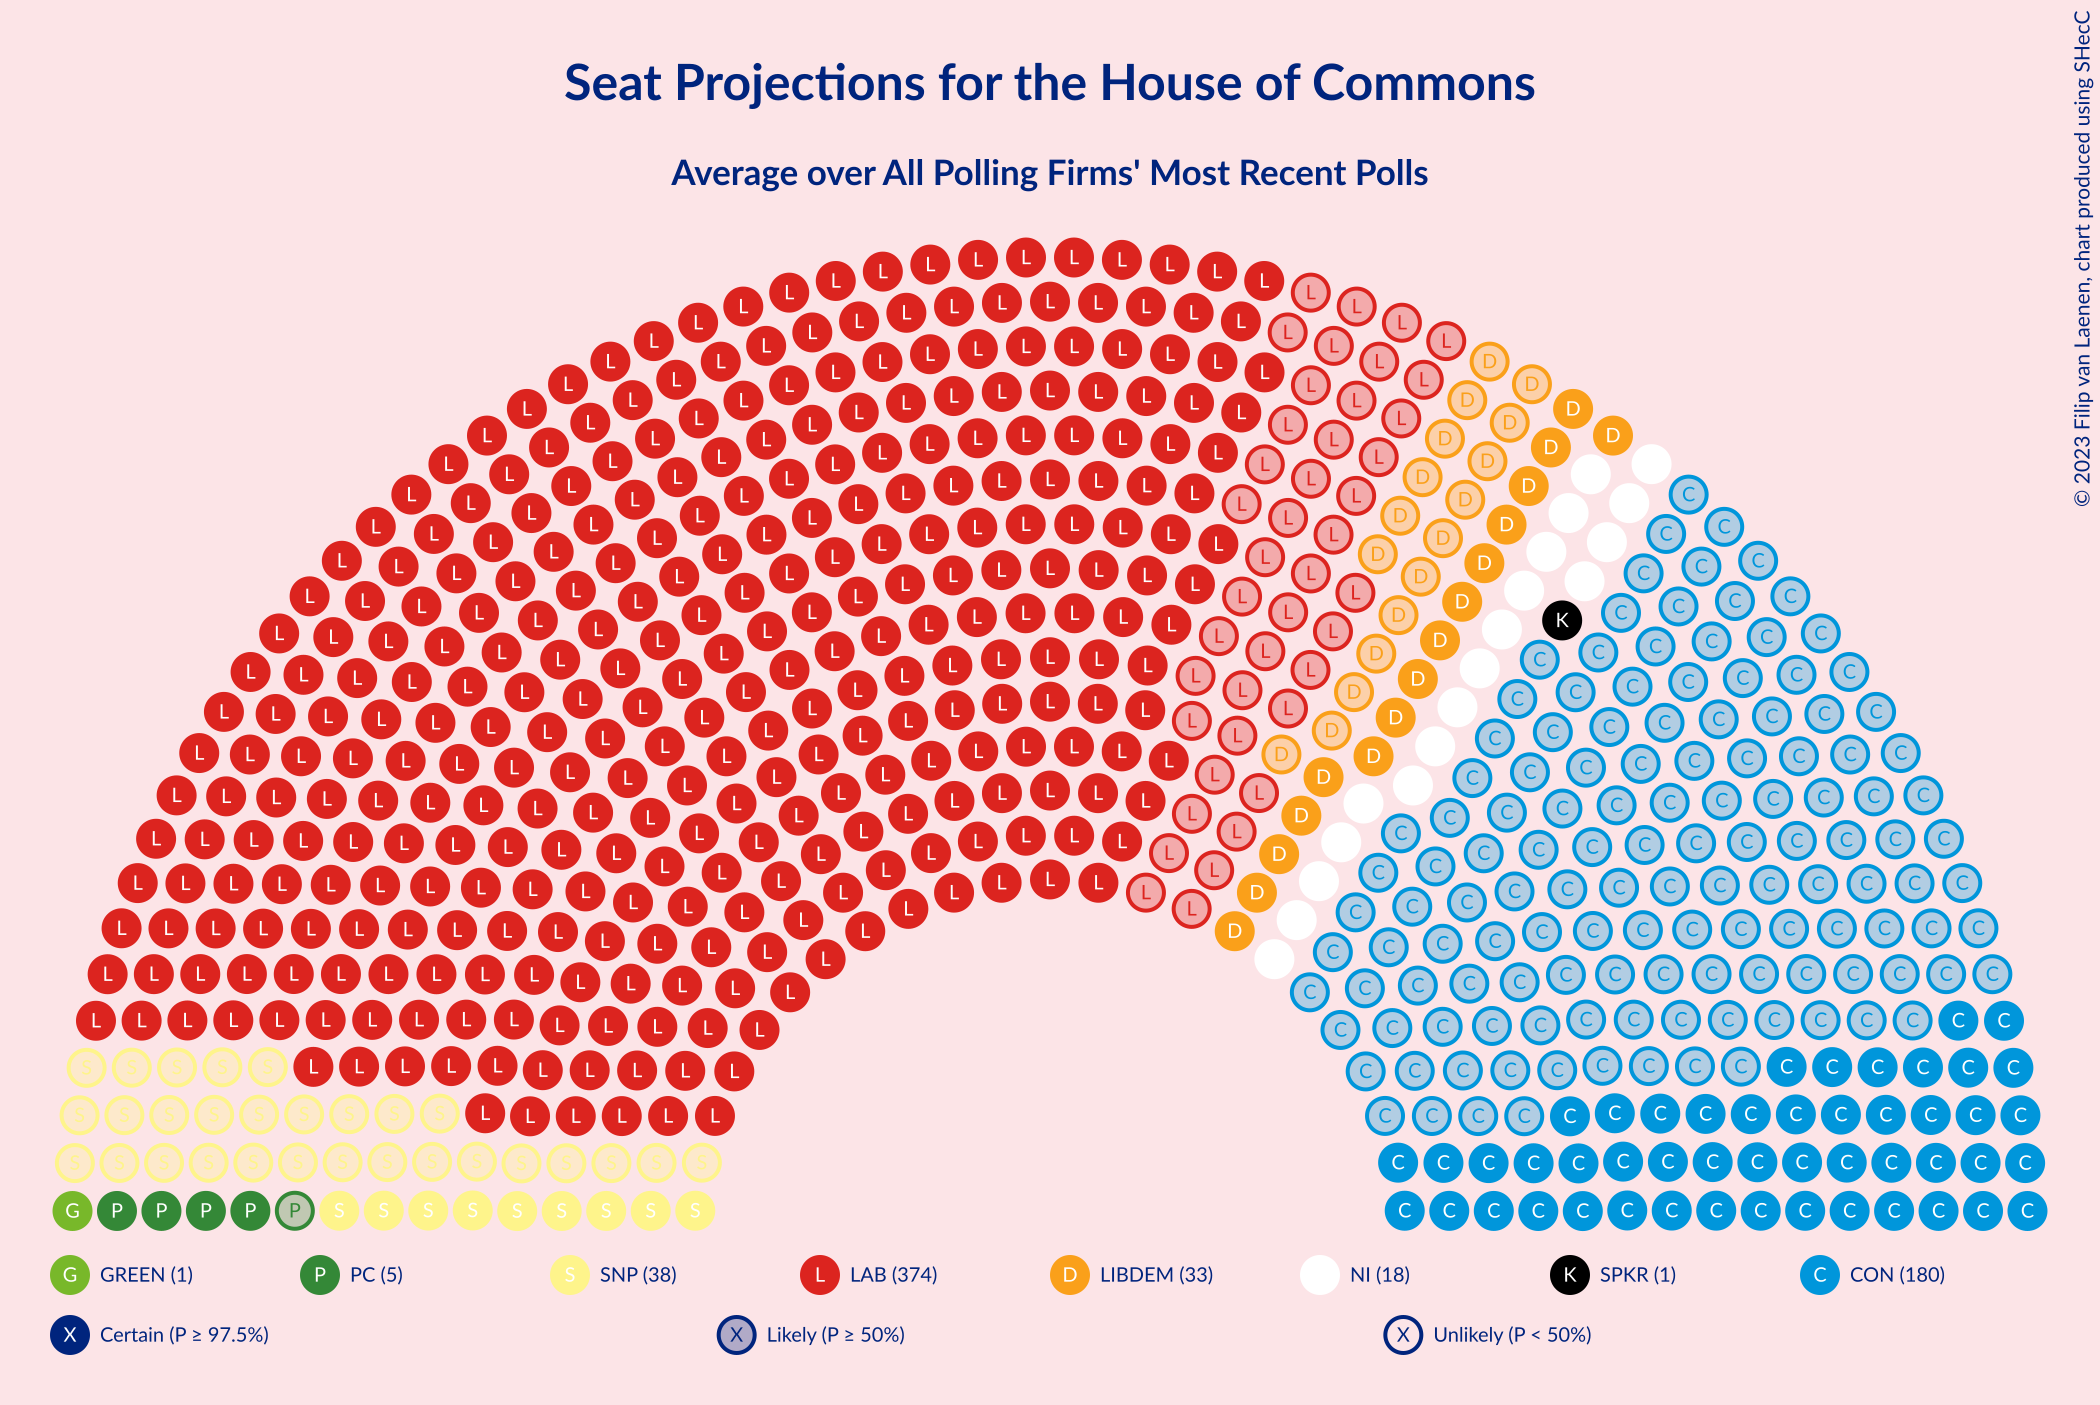 Seat Projections for the House of Commons
Average over All Polling Firms' Most Recent Polls
© 2023 Filip van Laenen, chart produced using SHecC
G GREEN (1) P PC (5) S SNP (38) L LAB (374) D LIBDEM (33) NI (18) K SPKR (1) C CON (180)
X Certain (P ≥ 97.5%) X Likely (P ≥ 50%) X Unlikely (P < 50%)